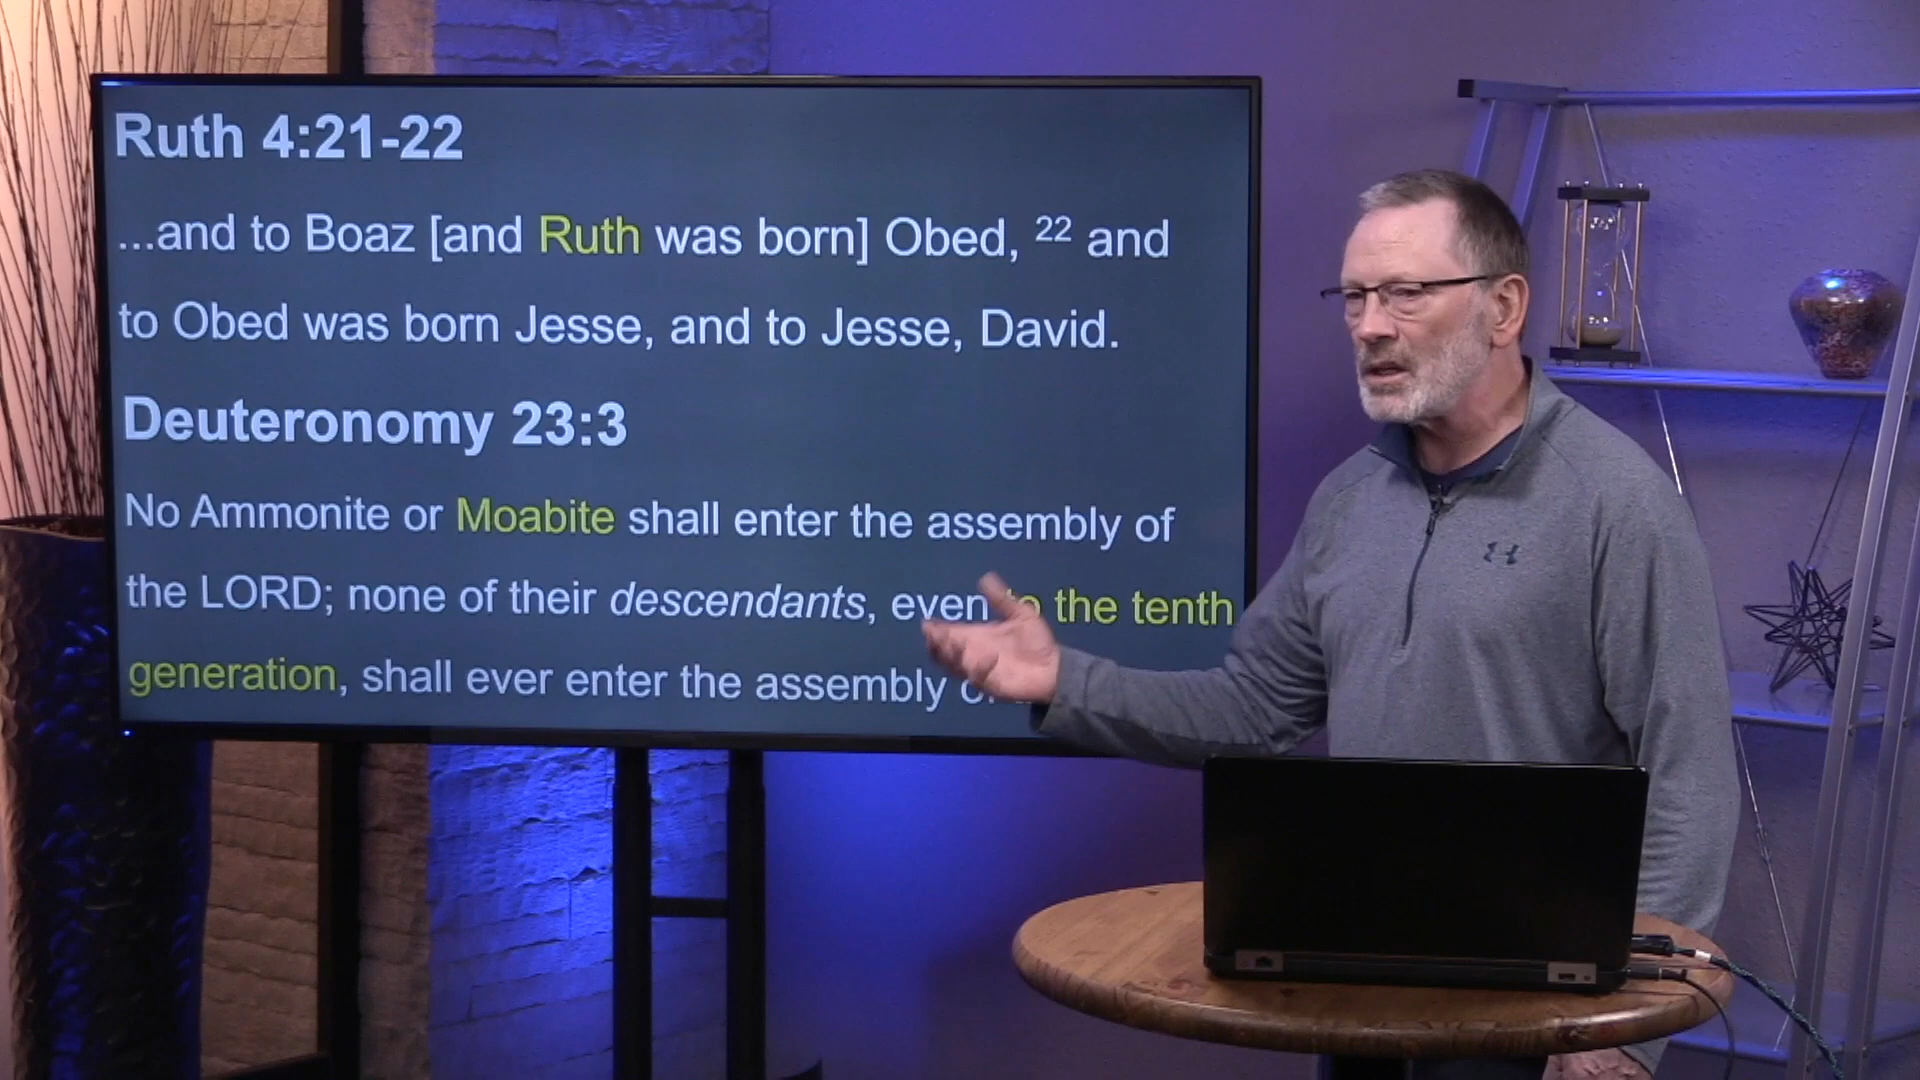 Ruth 4:21-22
...and to Boaz [and Ruth was born] Obed, 22 and
to Obed was born Jesse, and to Jesse, David.
Deuteronomy 23:3
No Ammonite or Moabite shall enter the assembly of
the LORD; none of their descendants, even to the tenth
generation, shall ever enter the assembly